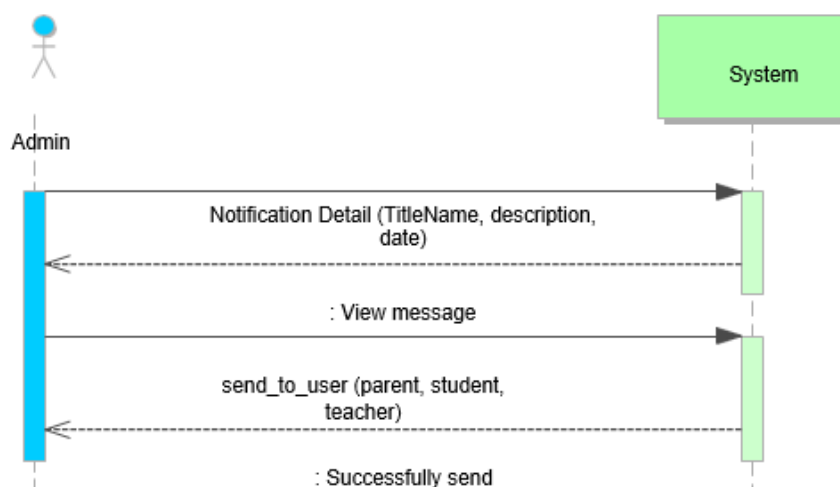 System
Admin
Notification Detail (TitleName, description,
date)
: View message
send_to_user (parent, student,
teacher)
: Successfully send